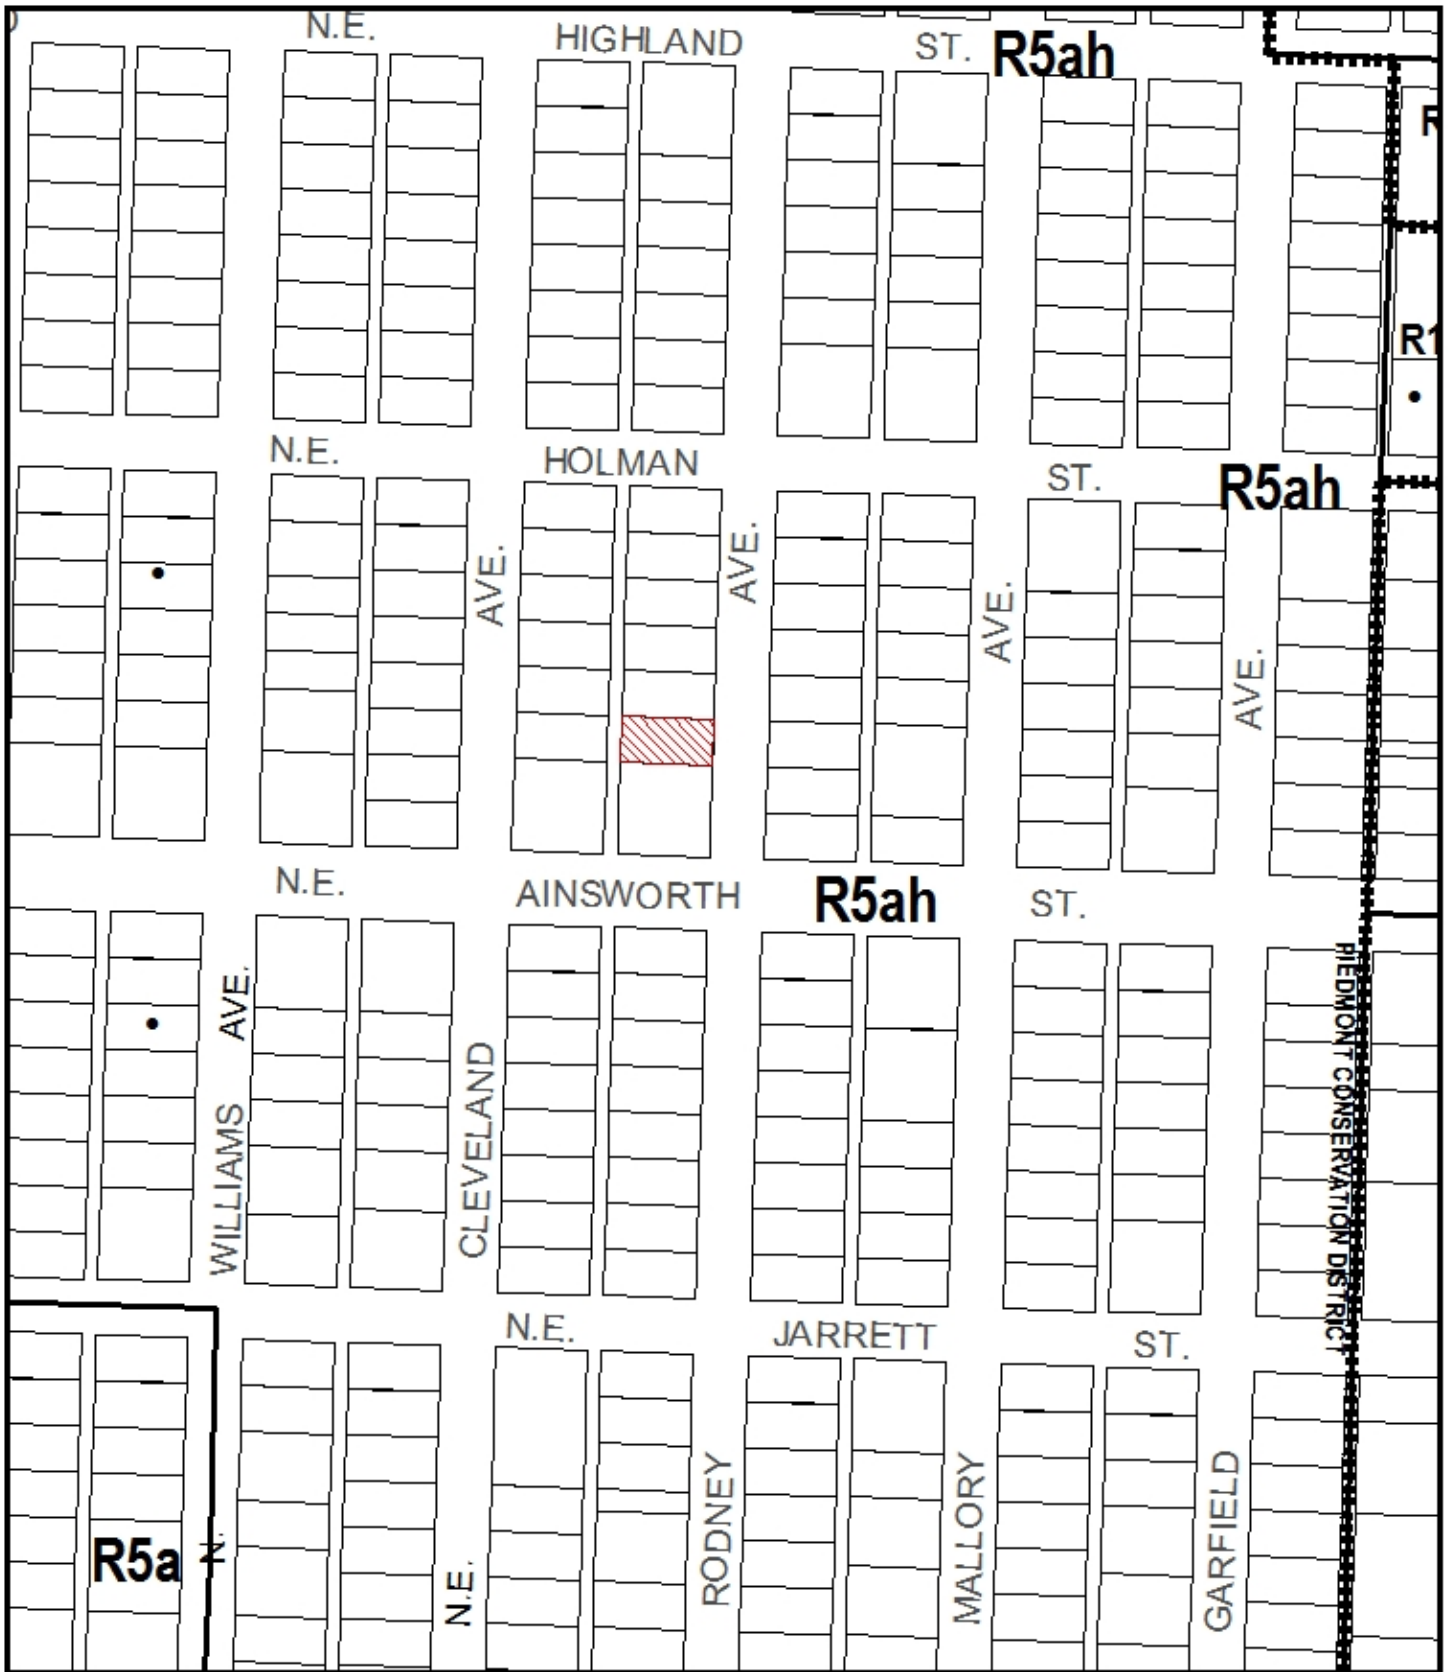 N.E. HIGHLAND ST. R5ah
R1
N.E. HOLMAN ST. R5ah
AVE.
AVE.
AVE.
AVE.
N.E. AINSWORTH ST. R5ah
PIEDMONT CONSERVATION DISTRICT
WILLIAMS AVE.
CLEVELAND
N.E. JARRETT ST.
RODNEY
MALLORY
GARFIELD
R5a
N.
N.E.